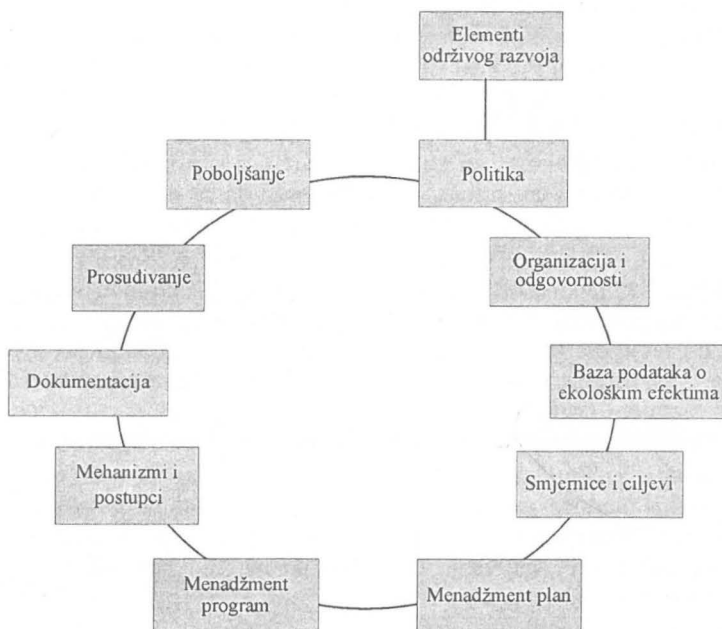 Elementi
održivog razvoja
Politika
Organizacija i
odgovornosti
Baza podataka o
ekološkim efektima
Smjernice i ciljevi
Menadžment plan
Menadžment
program
Mehanizmi i
postupci
Dokumentacija
Prosuđivanje
Poboljšanje